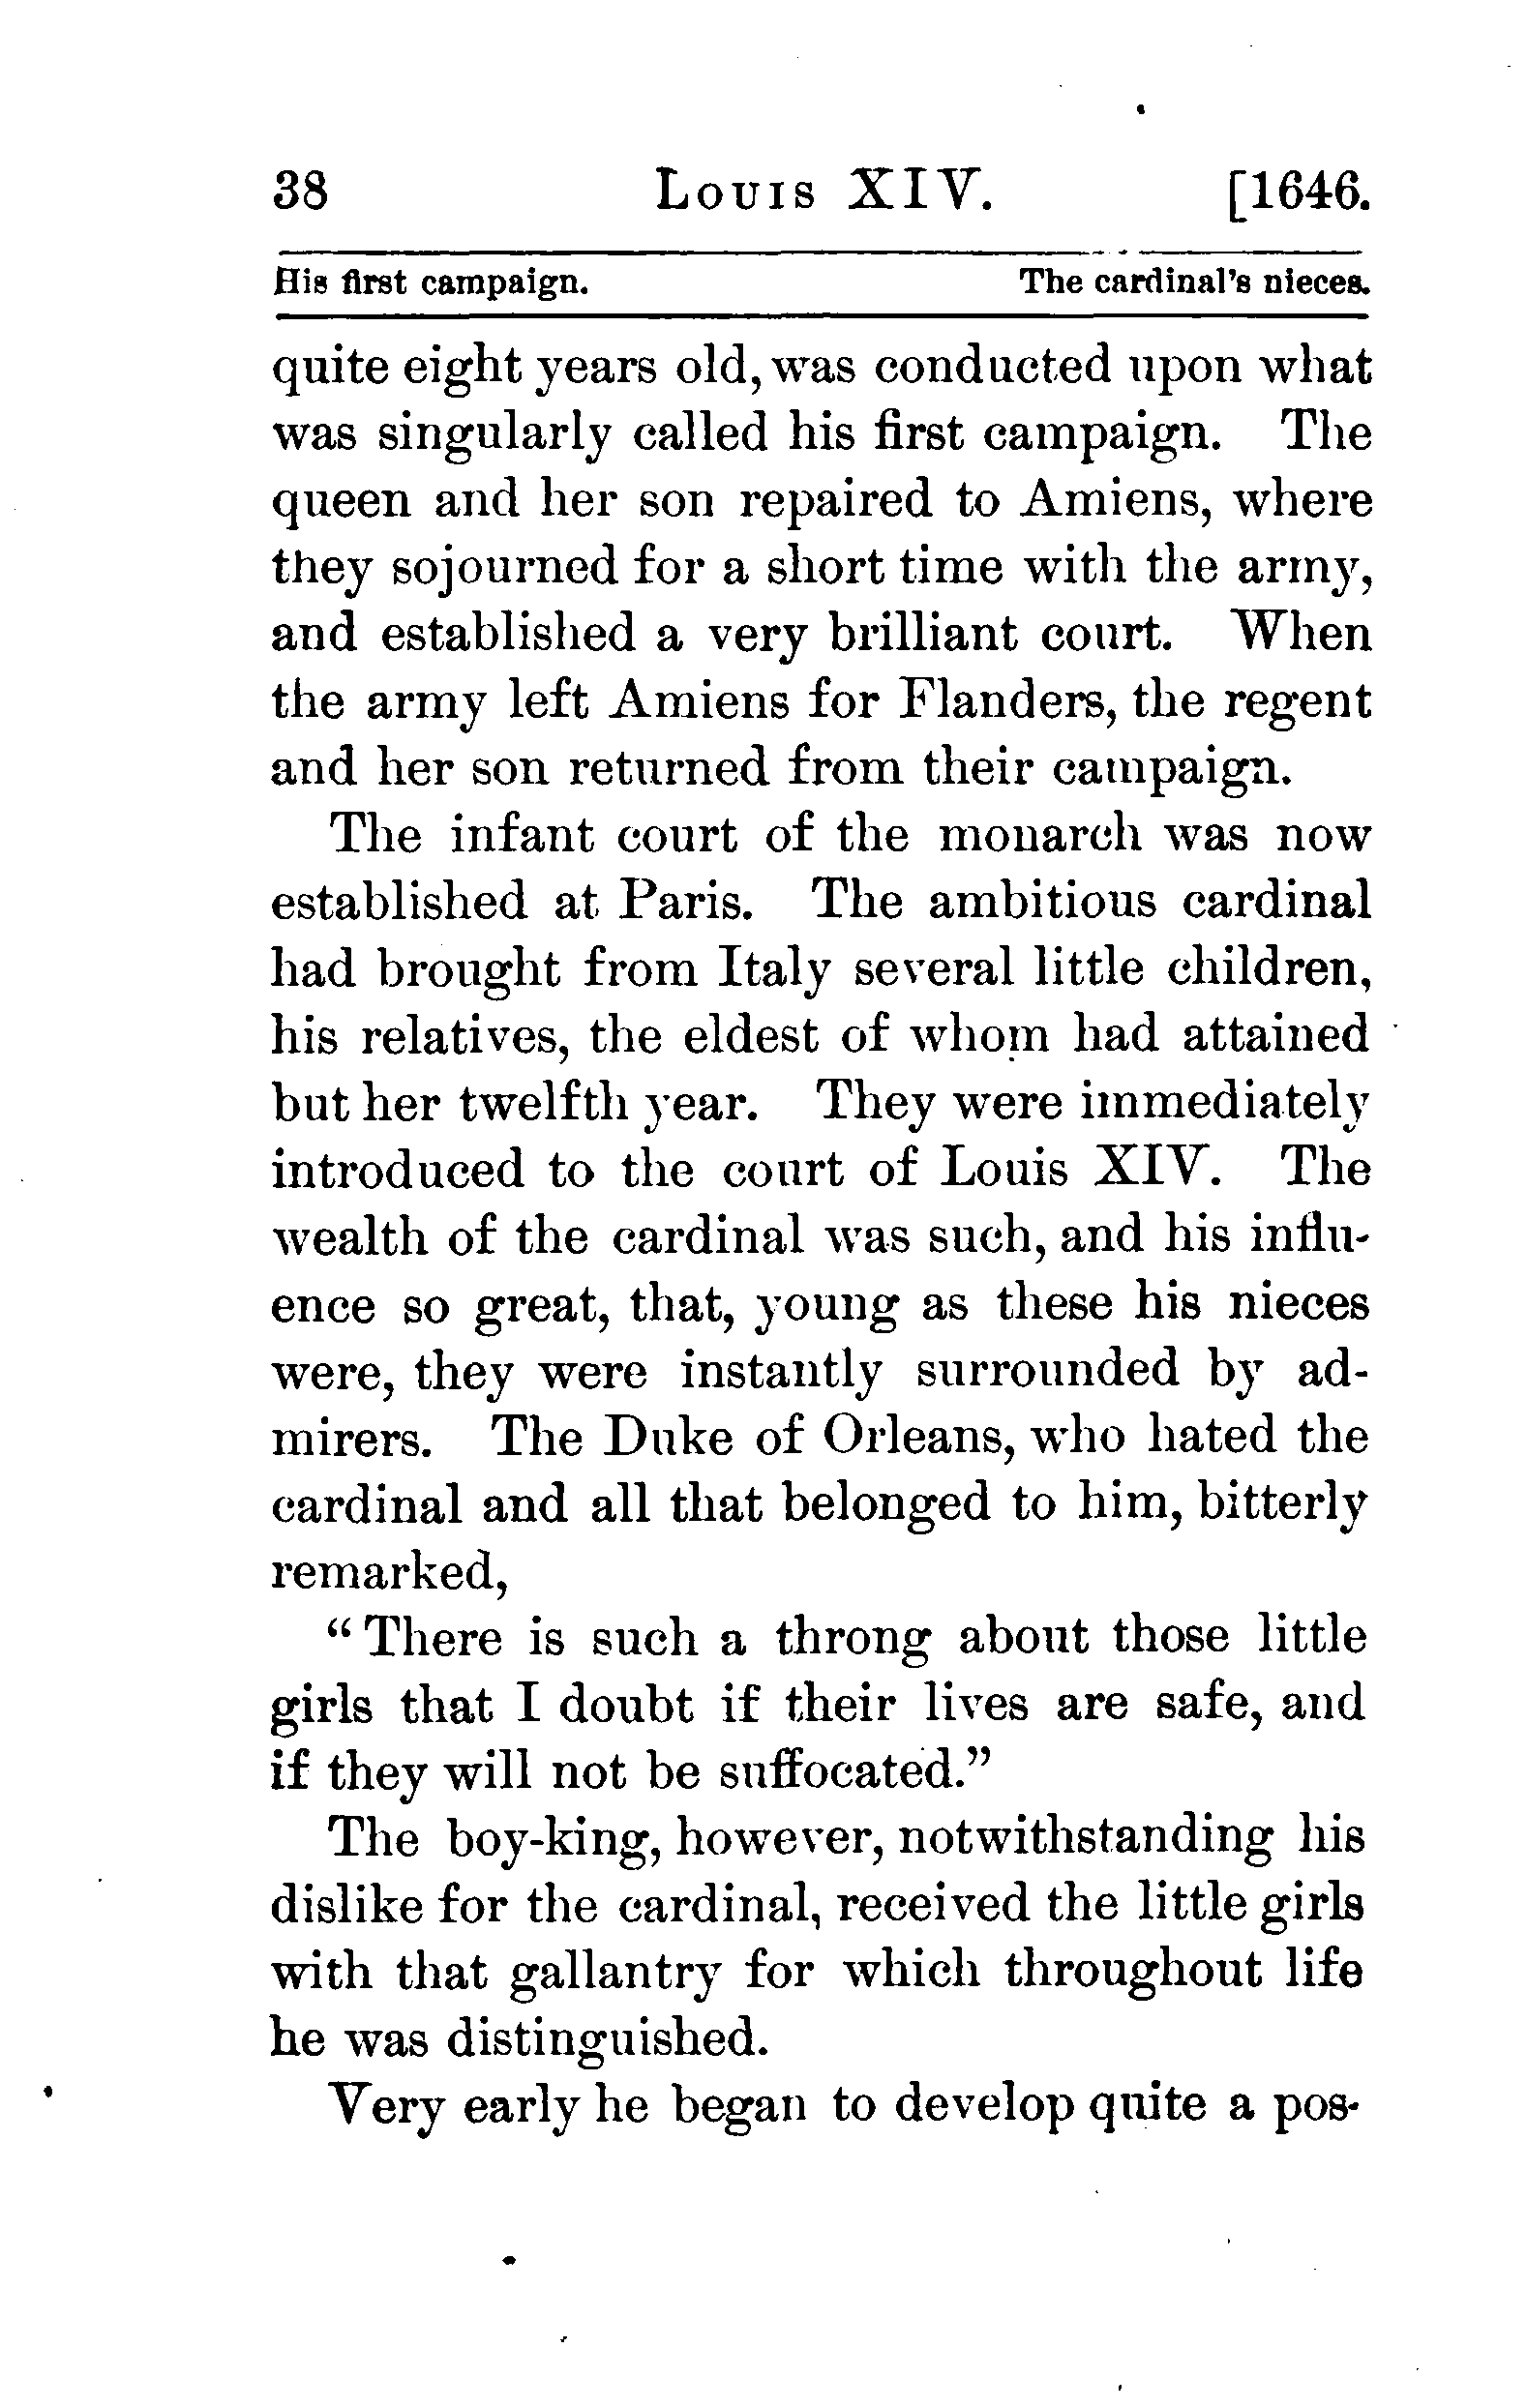 38 Louis XIV. [1646.
His first campaign. The cardinal's nieces.
quite eight years old, was conducted upon what
was singularly called his first campaign. The
queen and her son repaired to Amiens, where
they sojourned for a short time with the army,
and established a very brilliant court. When
the army left Amiens for Flanders, the regent
and her son returned from their campaign.
The infant court of the monarch was now
established at Paris. The ambitious cardinal
had brought from Italy several little children,
his relatives, the eldest of whom had attained
but her twelfth year. They were immediately
introduced to the court of Louis XIV. The
wealth of the cardinal was such, and his influ-
ence so great, that, young as these his nieces
were, they were instantly surrounded by ad-
mirers. The Duke of Orleans, who hated the
cardinal and all that belonged to him, bitterly
remarked,
“There is such a throng about those little
girls that I doubt if their lives are safe, and
if they will not be suffocated.”
The boy-king, however, notwithstanding his
dislike for the cardinal, received the little girls
with that gallantry for which throughout life
he was distinguished.
Very early he began to develop quite a pos-